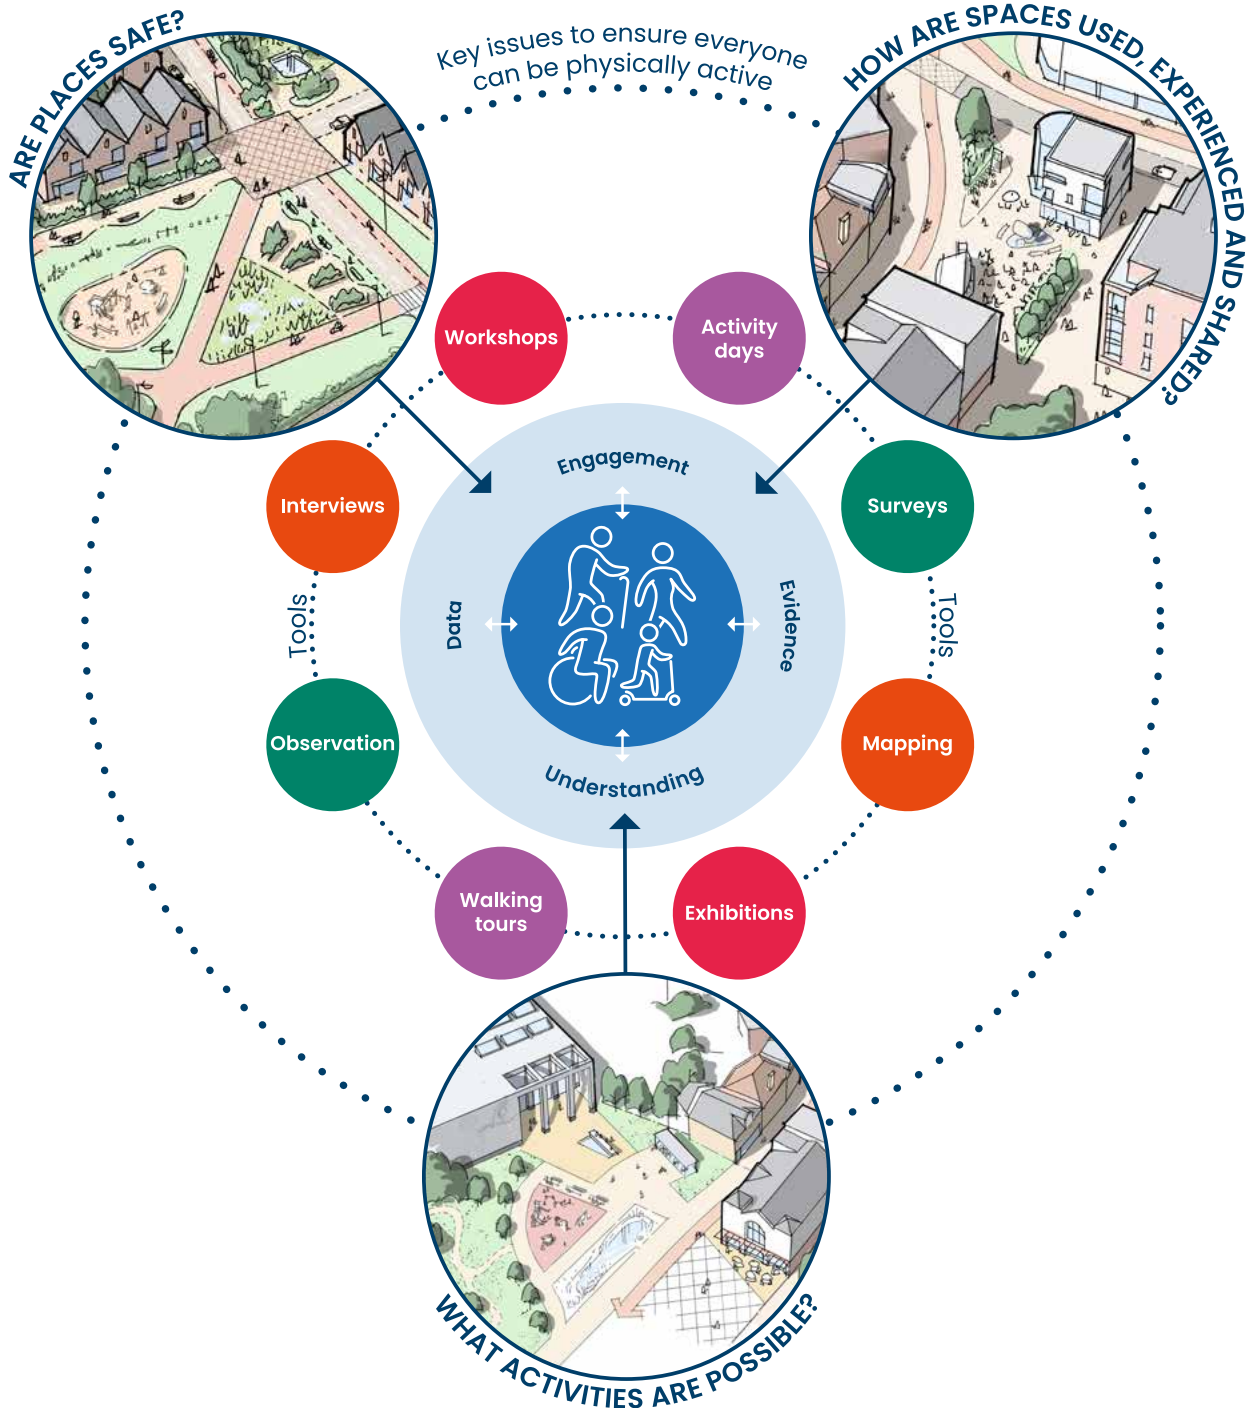 ARE PLACES SAFE?
Key issues to ensure everyone
can be physically active
HOW ARE SPACES USED, EXPERIENCED AND SHARED?
Workshops
Activity
days
Interviews
Surveys
Engagement
Data
Evidence
Understanding
Tools
Tools
Observation
Mapping
Walking
tours
Exhibitions
WHAT ACTIVITIES ARE POSSIBLE?